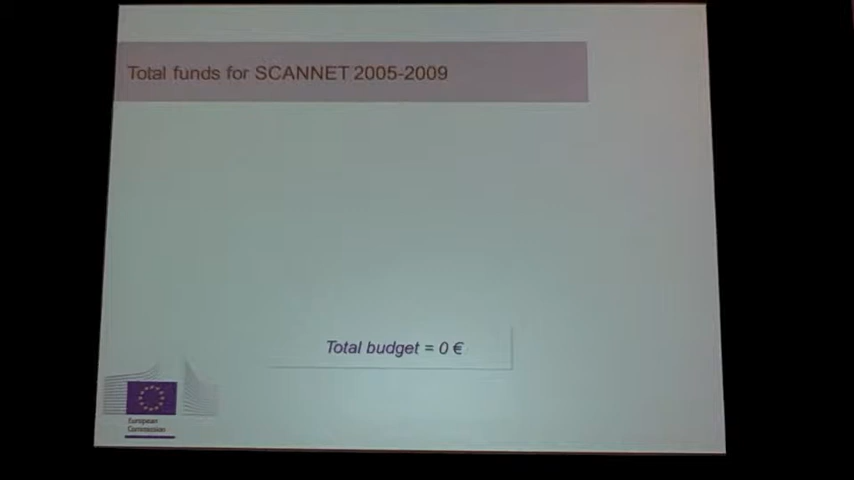 Total funds for SCANNET 2005-2009
Total budget = 0 €
European
Commission